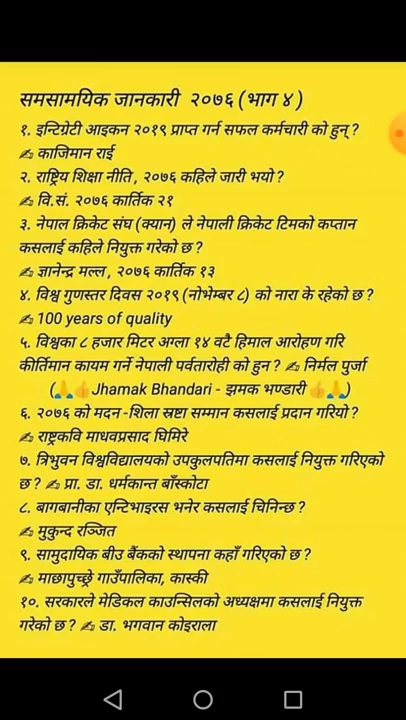 समसामयिक जानकारी २०७६ (भाग ४)
१. इन्टिग्रेटी आइकन २०१९ प्राप्त गर्न सफल कर्मचारी को हुन् ?
✍️ काजिमान राई
२. राष्ट्रिय शिक्षा नीति, २०७६ कहिले जारी भयो ?
✍️ वि.सं. २०७६ कार्तिक २१
३. नेपाल क्रिकेट संघ (क्यान) ले नेपाली क्रिकेट टिमको कप्तान
कसलाई कहिले नियुक्त गरेको छ ?
✍️ ज्ञानेन्द्र मल्ल, २०७६ कार्तिक १३
४. विश्व गुणस्तर दिवस २०१९ (नोभेम्बर ८) को नारा के रहेको छ ?
✍️ 100 years of quality
५. विश्वका ८ हजार मिटर अग्ला १४ वटै हिमाल आरोहण गरि
कीर्तिमान कायम गर्ने नेपाली पर्वतारोही को हुन ? ✍️ निर्मल पुर्जा
(🙏👍Jhamak Bhandari - झमक भण्डारी 👍🙏)
६. २०७६ को मदन -शिला स्रष्टा सम्मान कसलाई प्रदान गरियो ?
✍️ राष्ट्रकवि माधवप्रसाद घिमिरे
७. त्रिभुवन विश्वविद्यालयको उपकुलपतिमा कसलाई नियुक्त गरिएको
छ ? ✍️ प्रा. डा. धर्मकान्त बाँस्कोटा
८. बागबानीका एन्टिभाइरस भनेर कसलाई चिनिन्छ ?
✍️ मुकुन्द रञ्जित
९. सामुदायिक बीउ बैंकको स्थापना कहाँ गरिएको छ ?
✍️ माछापुच्छ्रे गाउँपालिका, कास्की
१०. सरकारले मेडिकल काउन्सिलको अध्यक्षमा कसलाई नियुक्त
गरेको छ ? ✍️ डा. भगवान कोइराला